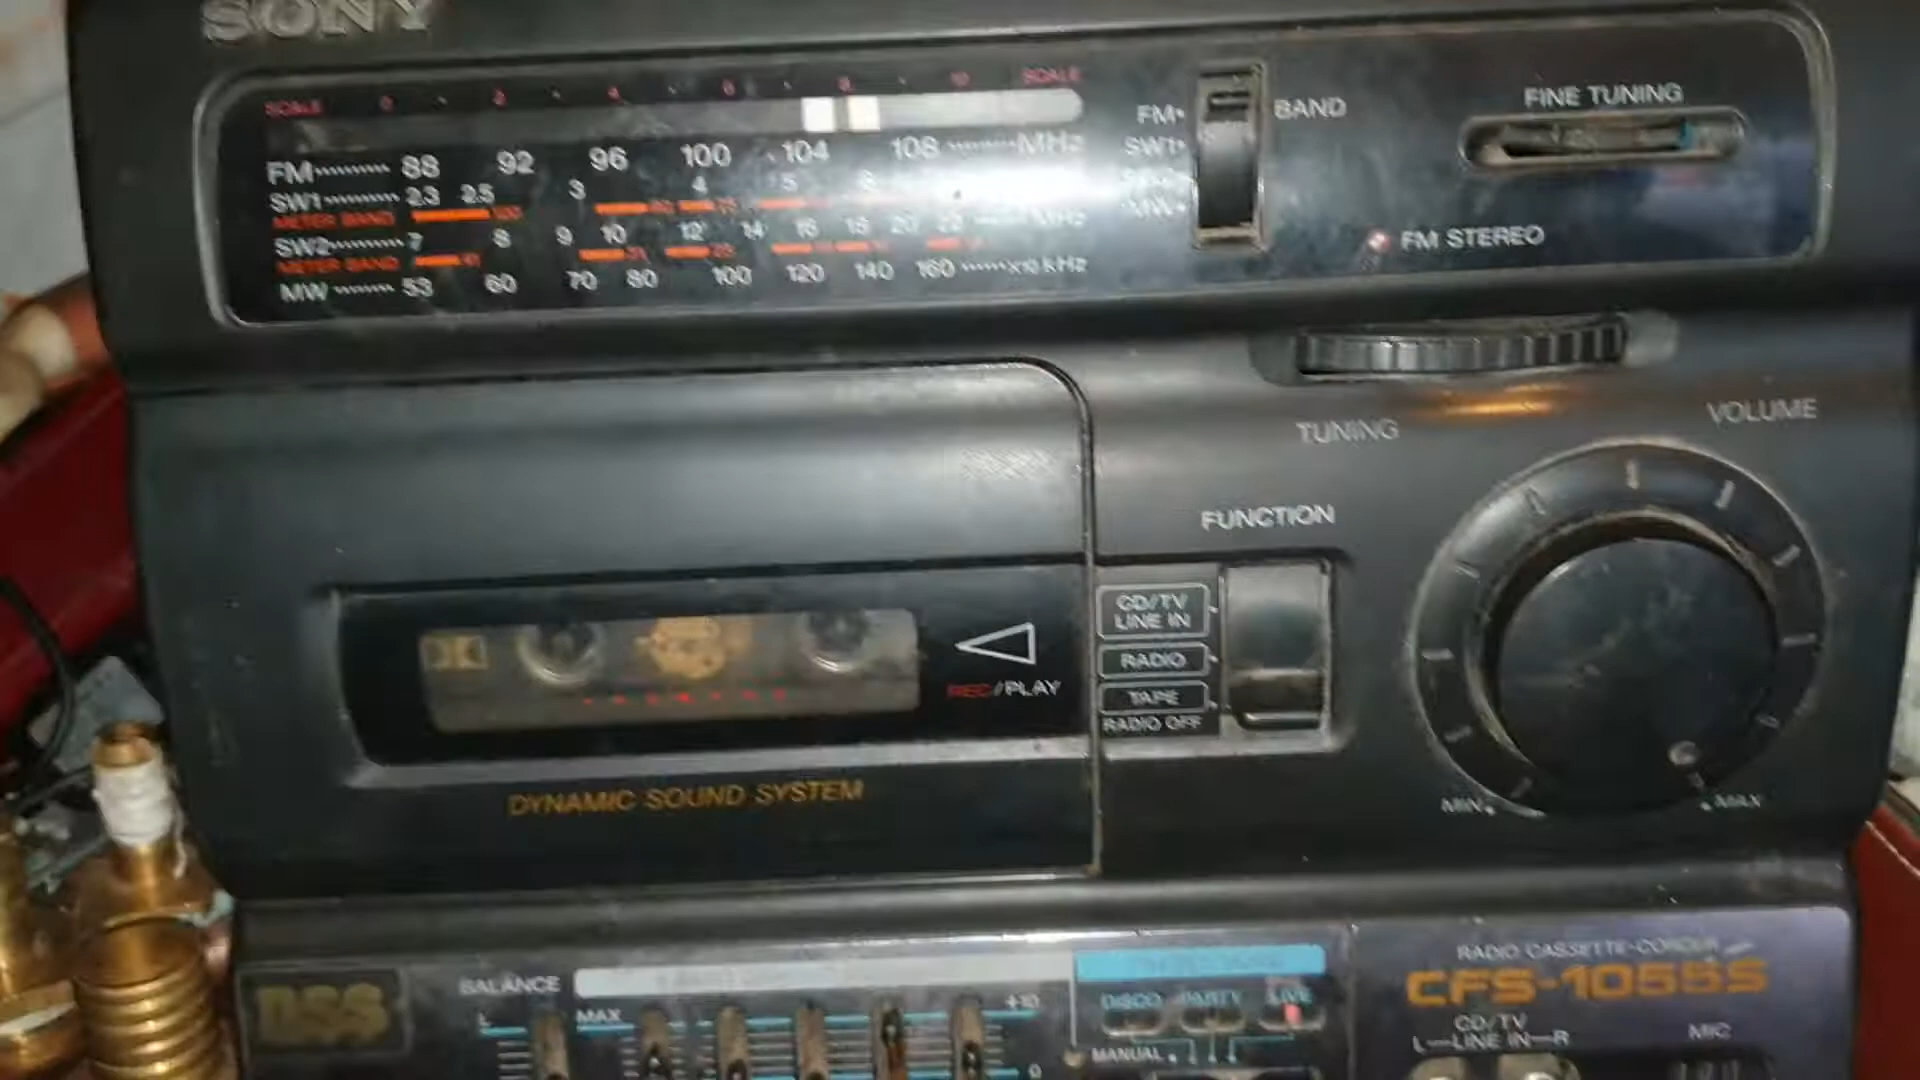 SONY
SCALE 0 2 4 6 8 10 SCALE
FM 88 92 96 100 104 108 MHz
SW1 2.3 2.5 3 4 5 MHz
METER BAND
SW2 7 8 9 10 12 14 16 18 20 22 MHz
METER BAND
MW 53 60 70 80 100 120 140 160 x10 kHz
FM
SW1
MW
BAND
FINE TUNING
FM STEREO
TUNING
VOLUME
FUNCTION
CD/TV
LINE IN
RADIO
TAPE
RADIO OFF
REC/PLAY
MIN
MAX
DYNAMIC SOUND SYSTEM
DSS
BALANCE
L
MAX
+10
0
DISCO PARTY LIVE
MANUAL
RADIO CASSETTE-CORDER
CFS-1055S
CD/TV
L—LINE IN—R
MIC